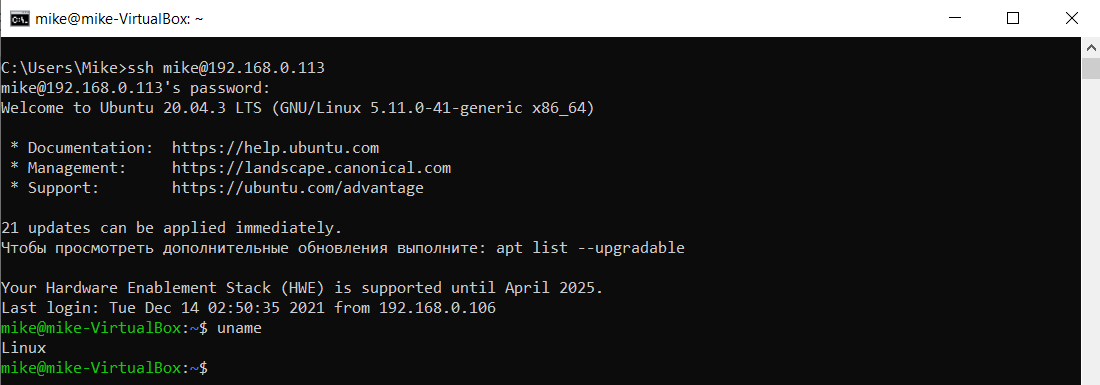 mike@mike-VirtualBox: ~
C:\Users\Mike>ssh mike@192.168.0.113
mike@192.168.0.113's password:
Welcome to Ubuntu 20.04.3 LTS (GNU/Linux 5.11.0-41-generic x86_64)
* Documentation:  https://help.ubuntu.com
* Management:     https://landscape.canonical.com
* Support:        https://ubuntu.com/advantage
21 updates can be applied immediately.
Чтобы просмотреть дополнительные обновления выполните: apt list --upgradable
Your Hardware Enablement Stack (HWE) is supported until April 2025.
Last login: Tue Dec 14 02:50:35 2021 from 192.168.0.106
mike@mike-VirtualBox:~$ uname
Linux
mike@mike-VirtualBox:~$